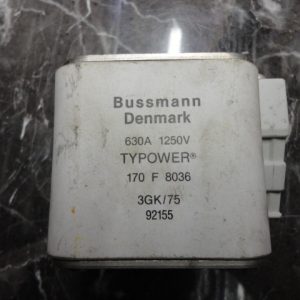 Bussmann
Denmark
630A 1250V
TYPOWER®
170 F 8036
3GK/75
92155